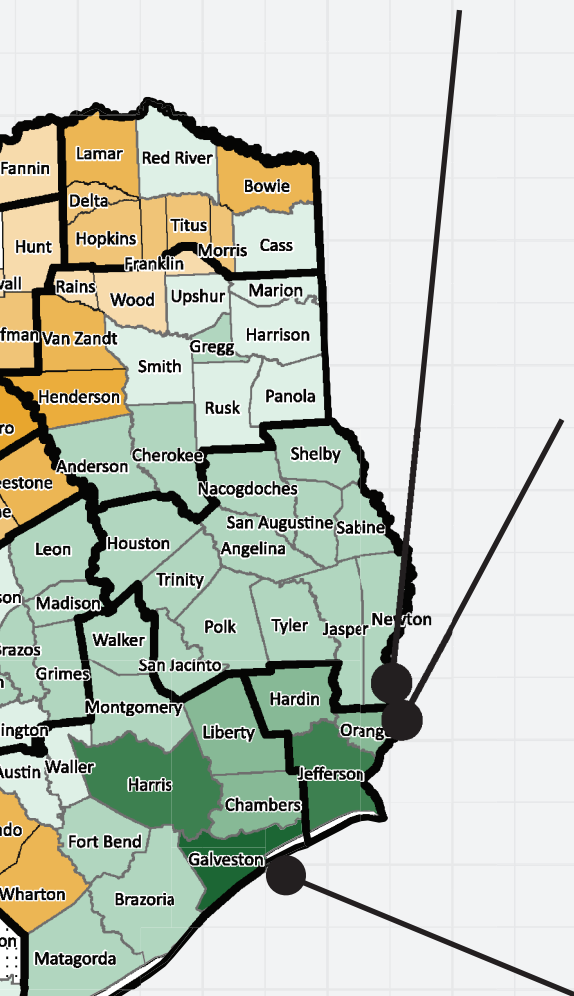 Lamar
Red River
Fannin
Bowie
Delta
Titus
Hopkins
Hunt
Morris
Cass
Franklin
Rains
Marion
Wood
Upshur
Van Zandt
Gregg
Harrison
Smith
Henderson
Panola
Rusk
Shelby
Cherokee
Anderson
Nacogdoches
San Augustine
Sabine
Houston
Angelina
Leon
Trinity
Madison
Newton
Polk
Tyler
Jasper
Walker
San Jacinto
Grimes
Hardin
Montgomery
Liberty
Orang
Waller
Jefferson
Harris
Chambers
Fort Bend
Galveston
Wharton
Brazoria
Matagorda